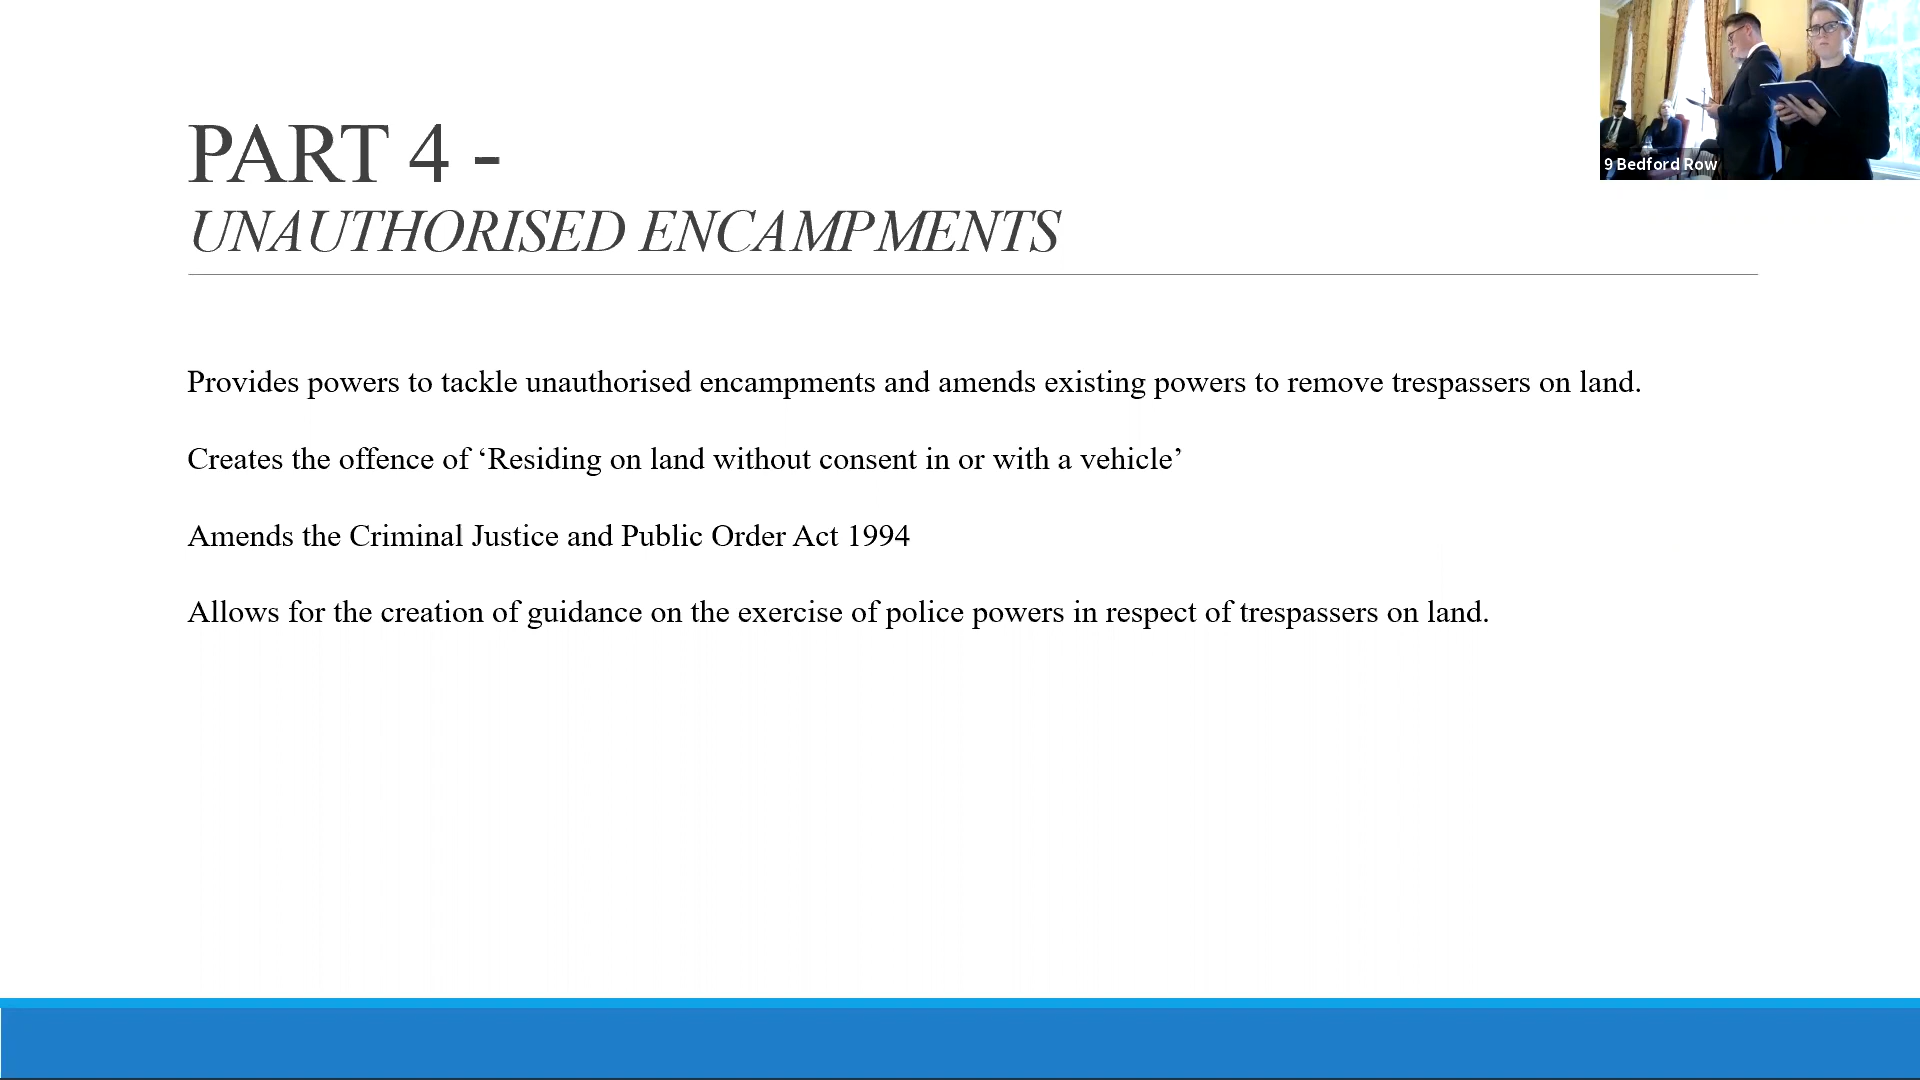 PART 4 -
UNAUTHORISED ENCAMPMENTS
9 Bedford Row
Provides powers to tackle unauthorised encampments and amends existing powers to remove trespassers on land.
Creates the offence of ‘Residing on land without consent in or with a vehicle’
Amends the Criminal Justice and Public Order Act 1994
Allows for the creation of guidance on the exercise of police powers in respect of trespassers on land.